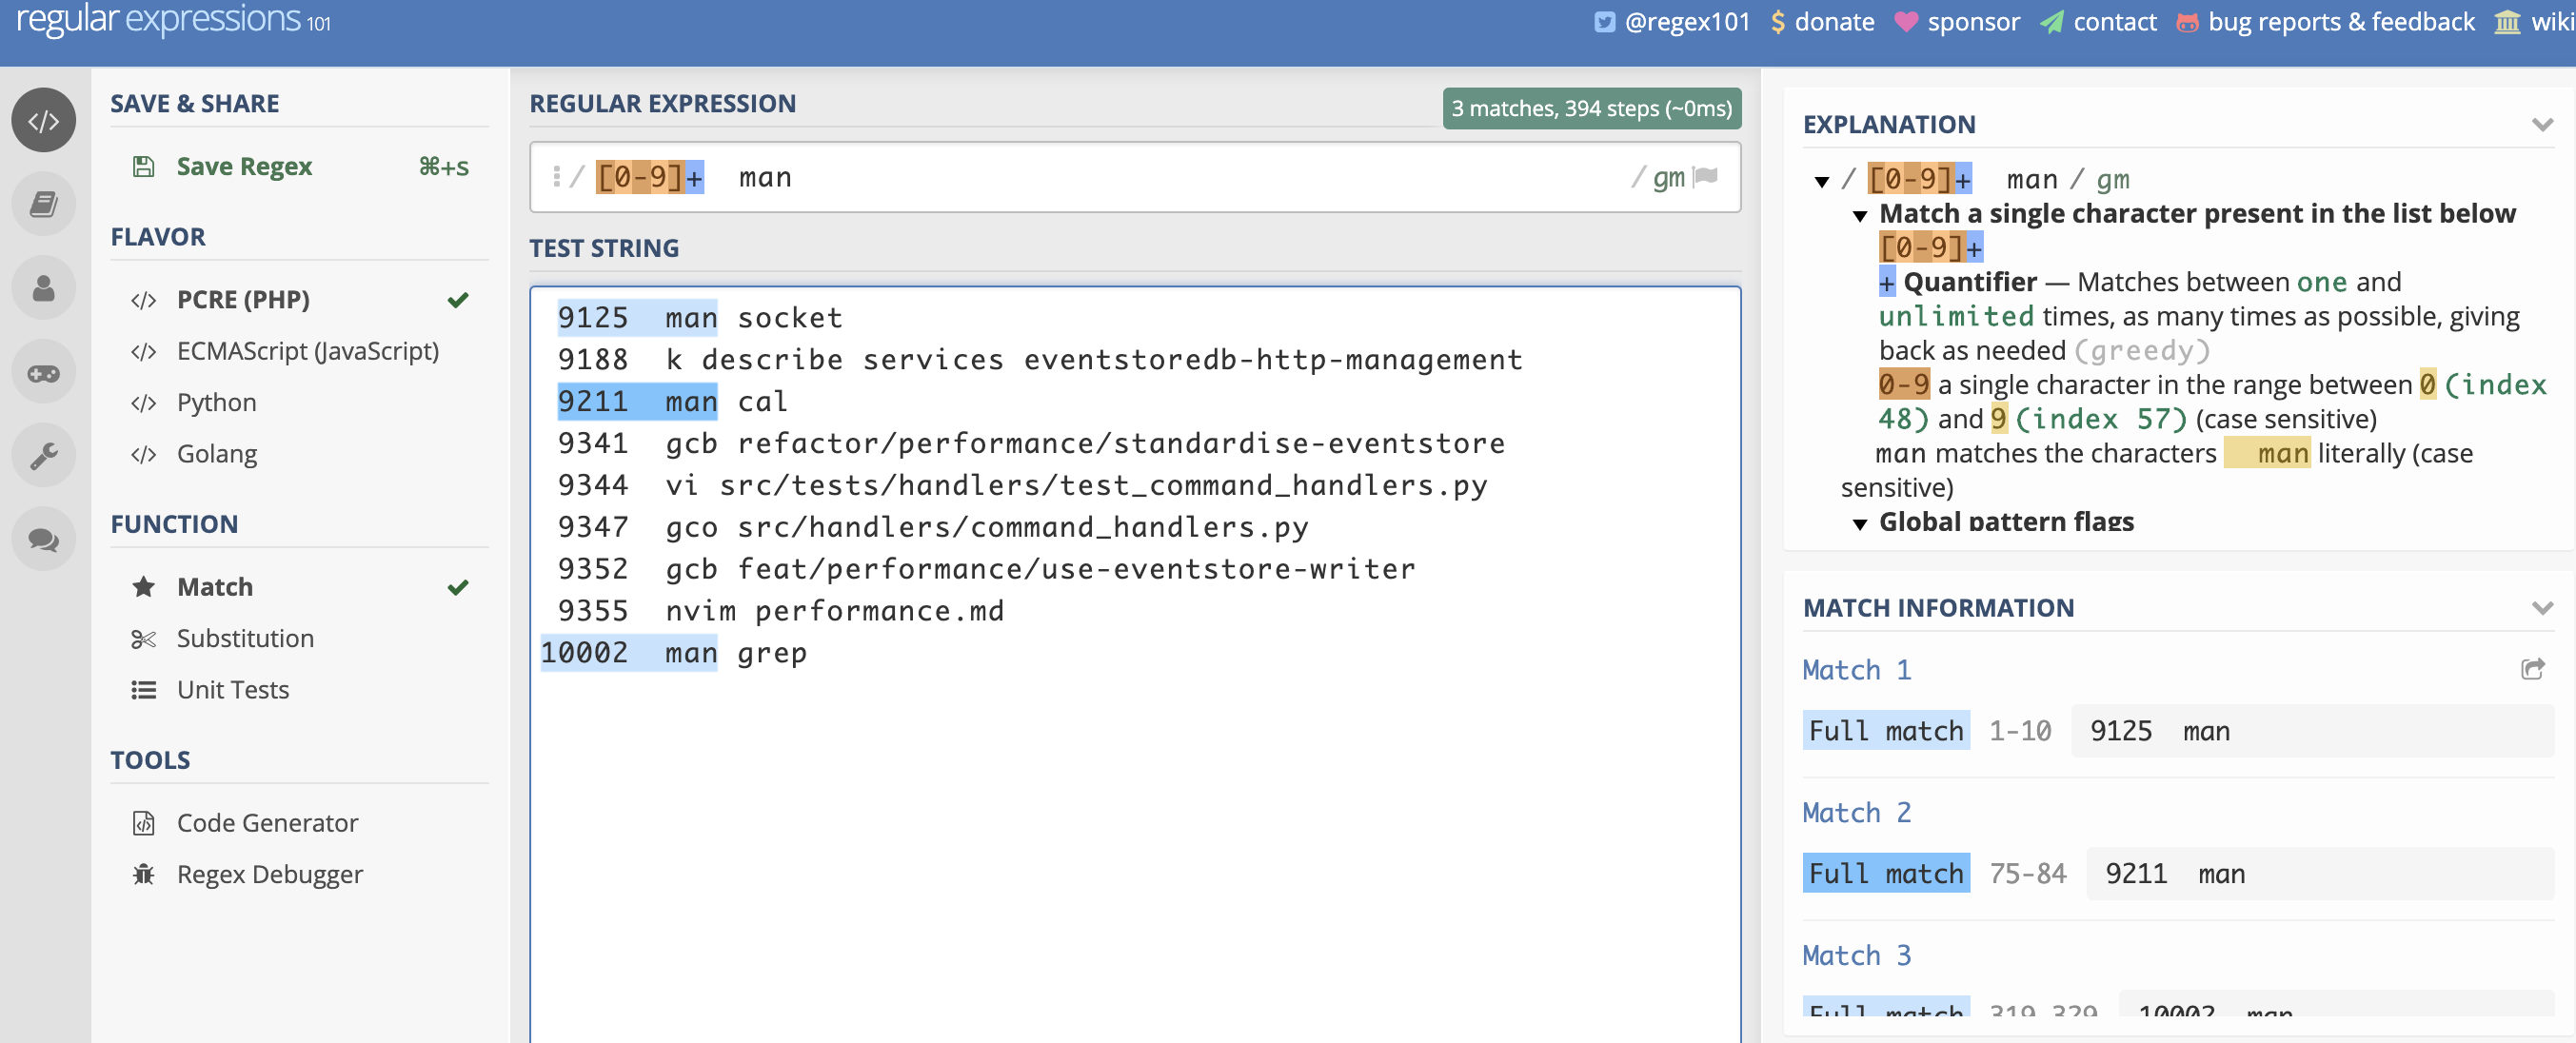 regular expressions 101
@regex101 $ donate sponsor contact bug reports & feedback wiki
SAVE & SHARE
Save Regex ⌘+s
FLAVOR
</> PCRE (PHP)
</> ECMAScript (JavaScript)
</> Python
</> Golang
FUNCTION
Match
Substitution
Unit Tests
TOOLS
Code Generator
Regex Debugger
REGULAR EXPRESSION
3 matches, 394 steps (~0ms)
/ [0-9]+  man / gm
TEST STRING
 9125  man socket
 9188  k describe services eventstoredb-http-management
 9211  man cal
 9341  gcb refactor/performance/standardise-eventstore
 9344  vi src/tests/handlers/test_command_handlers.py
 9347  gco src/handlers/command_handlers.py
 9352  gcb feat/performance/use-eventstore-writer
 9355  nvim performance.md
10002  man grep
EXPLANATION
/ [0-9]+  man / gm
Match a single character present in the list below
[0-9]+
+ Quantifier — Matches between one and
unlimited times, as many times as possible, giving
back as needed (greedy)
0-9 a single character in the range between 0 (index
48) and 9 (index 57) (case sensitive)
man matches the characters   man literally (case
sensitive)
Global pattern flags
MATCH INFORMATION
Match 1
Full match 1-10 9125  man
Match 2
Full match 75-84 9211  man
Match 3
Full match 319-329 10002  man